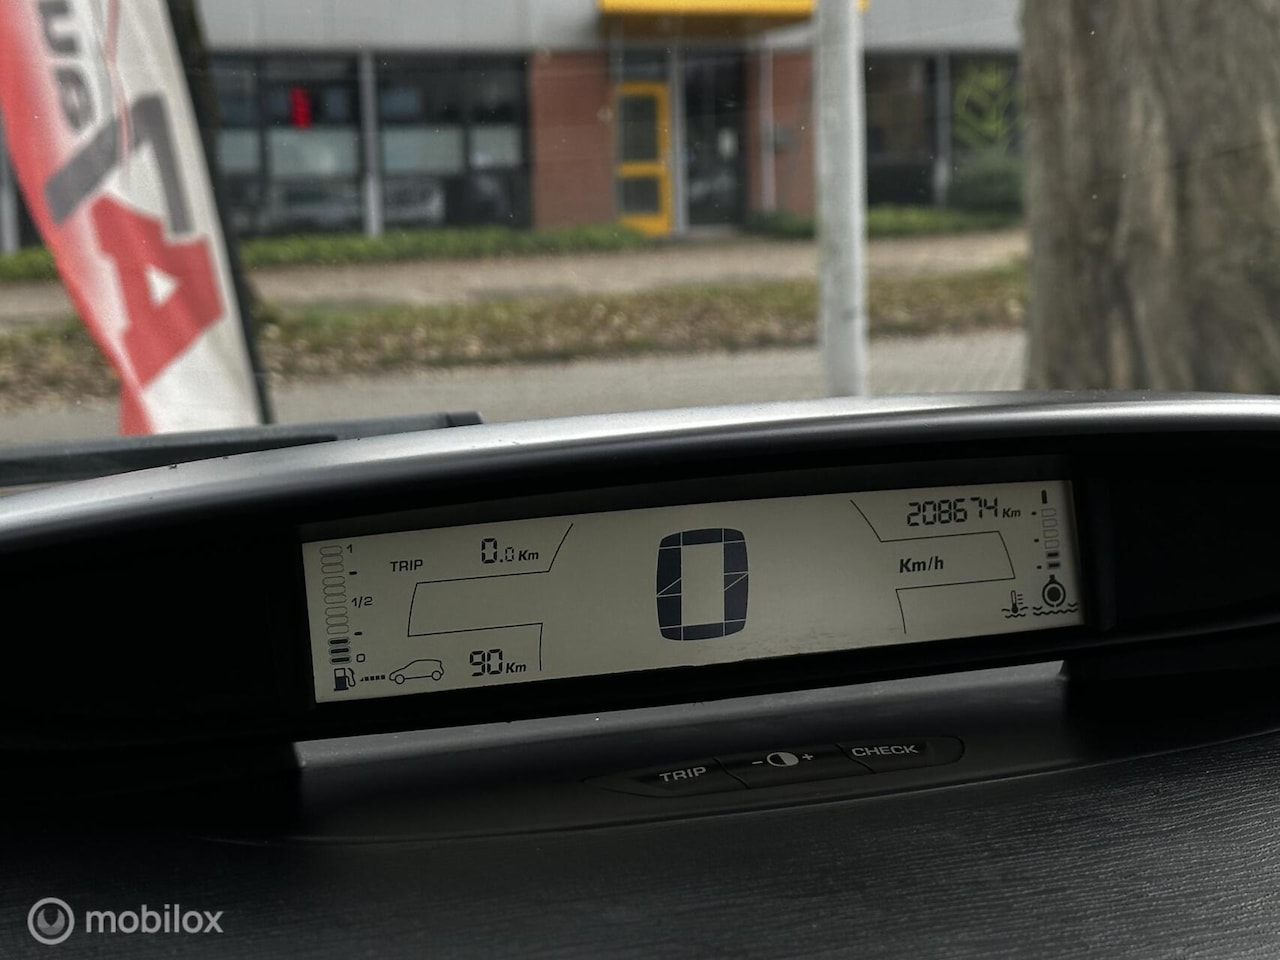 A
TRIP 0.0 Km
208674 Km
Km/h
1
1/2
0
0
90 Km
TRIP - + CHECK
mobilox